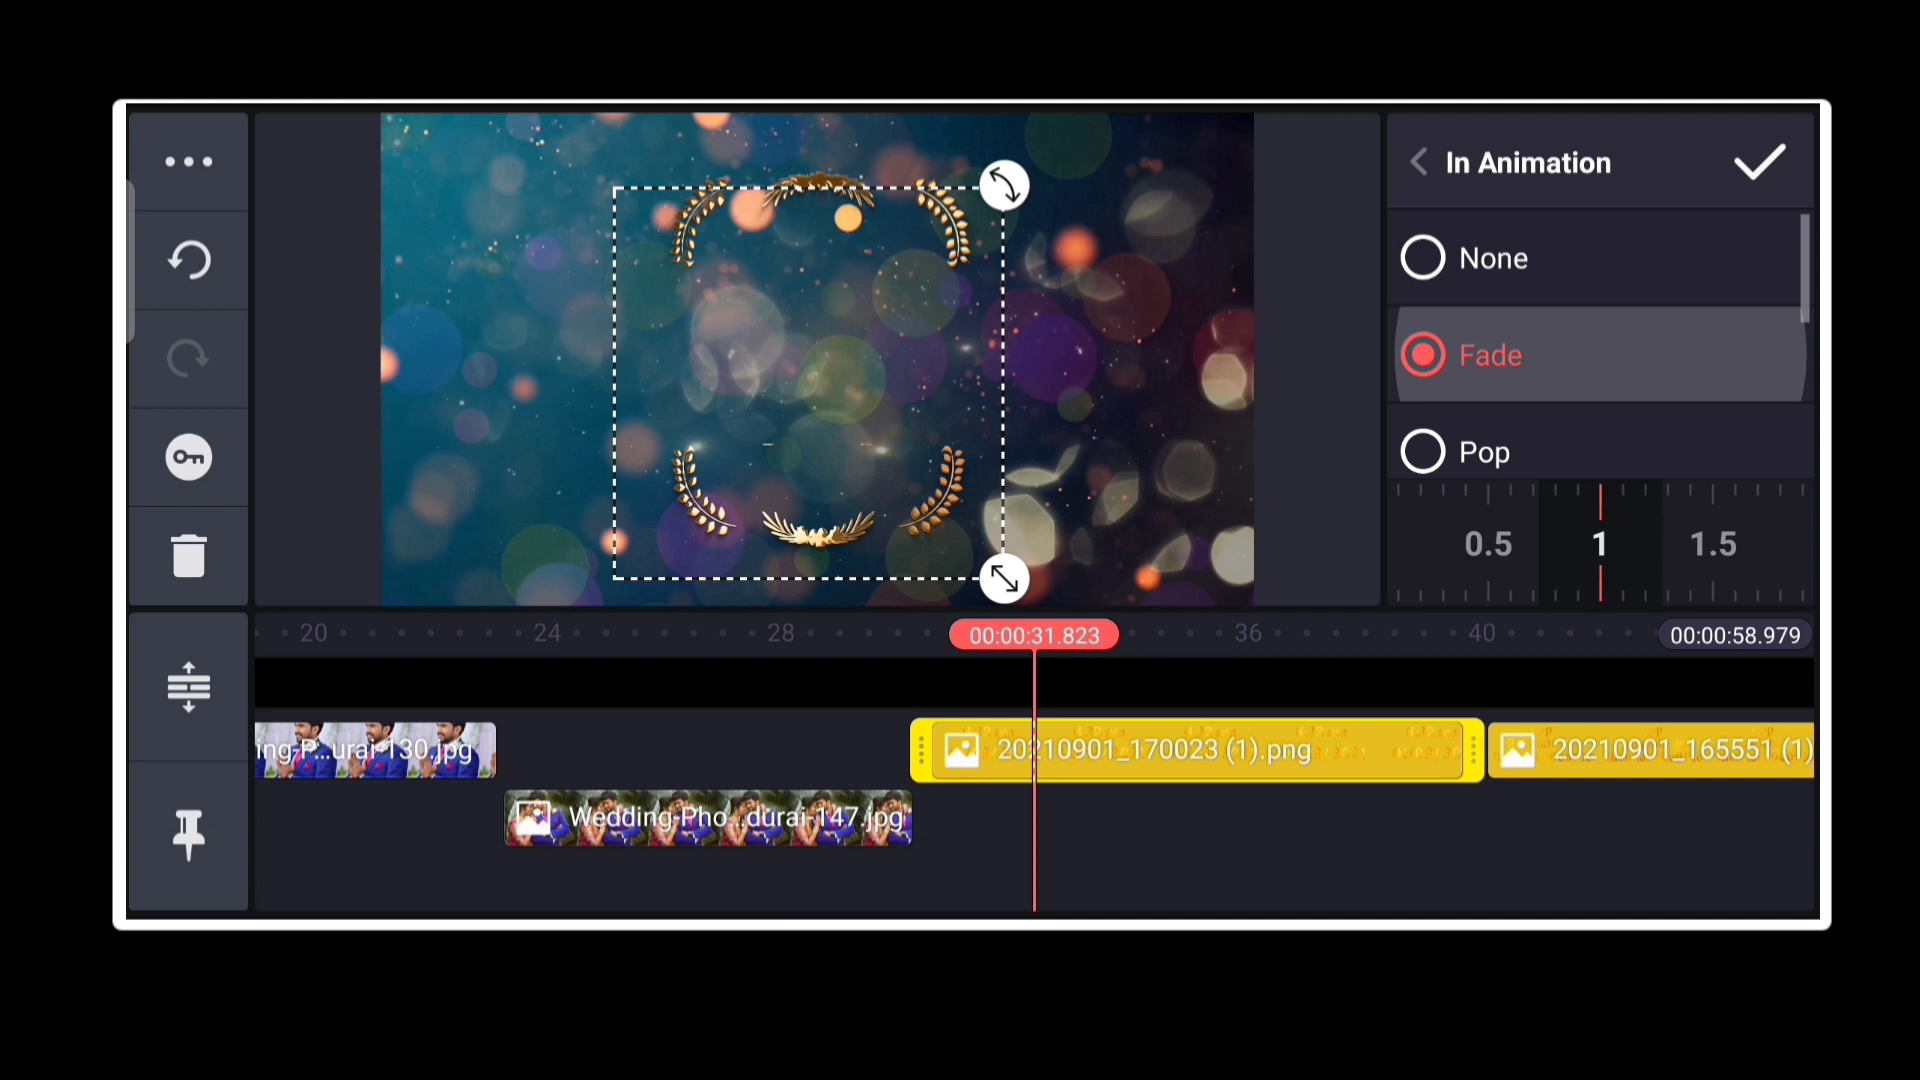 In Animation
None
Fade
Pop
0.5 1 1.5
20 24 28 00:00:31.823 36 40 00:00:58.979
ing-P...urai-130.jpg
20210901_170023 (1).png
20210901_165551 (1)
Wedding-Pho...durai-147.jpg